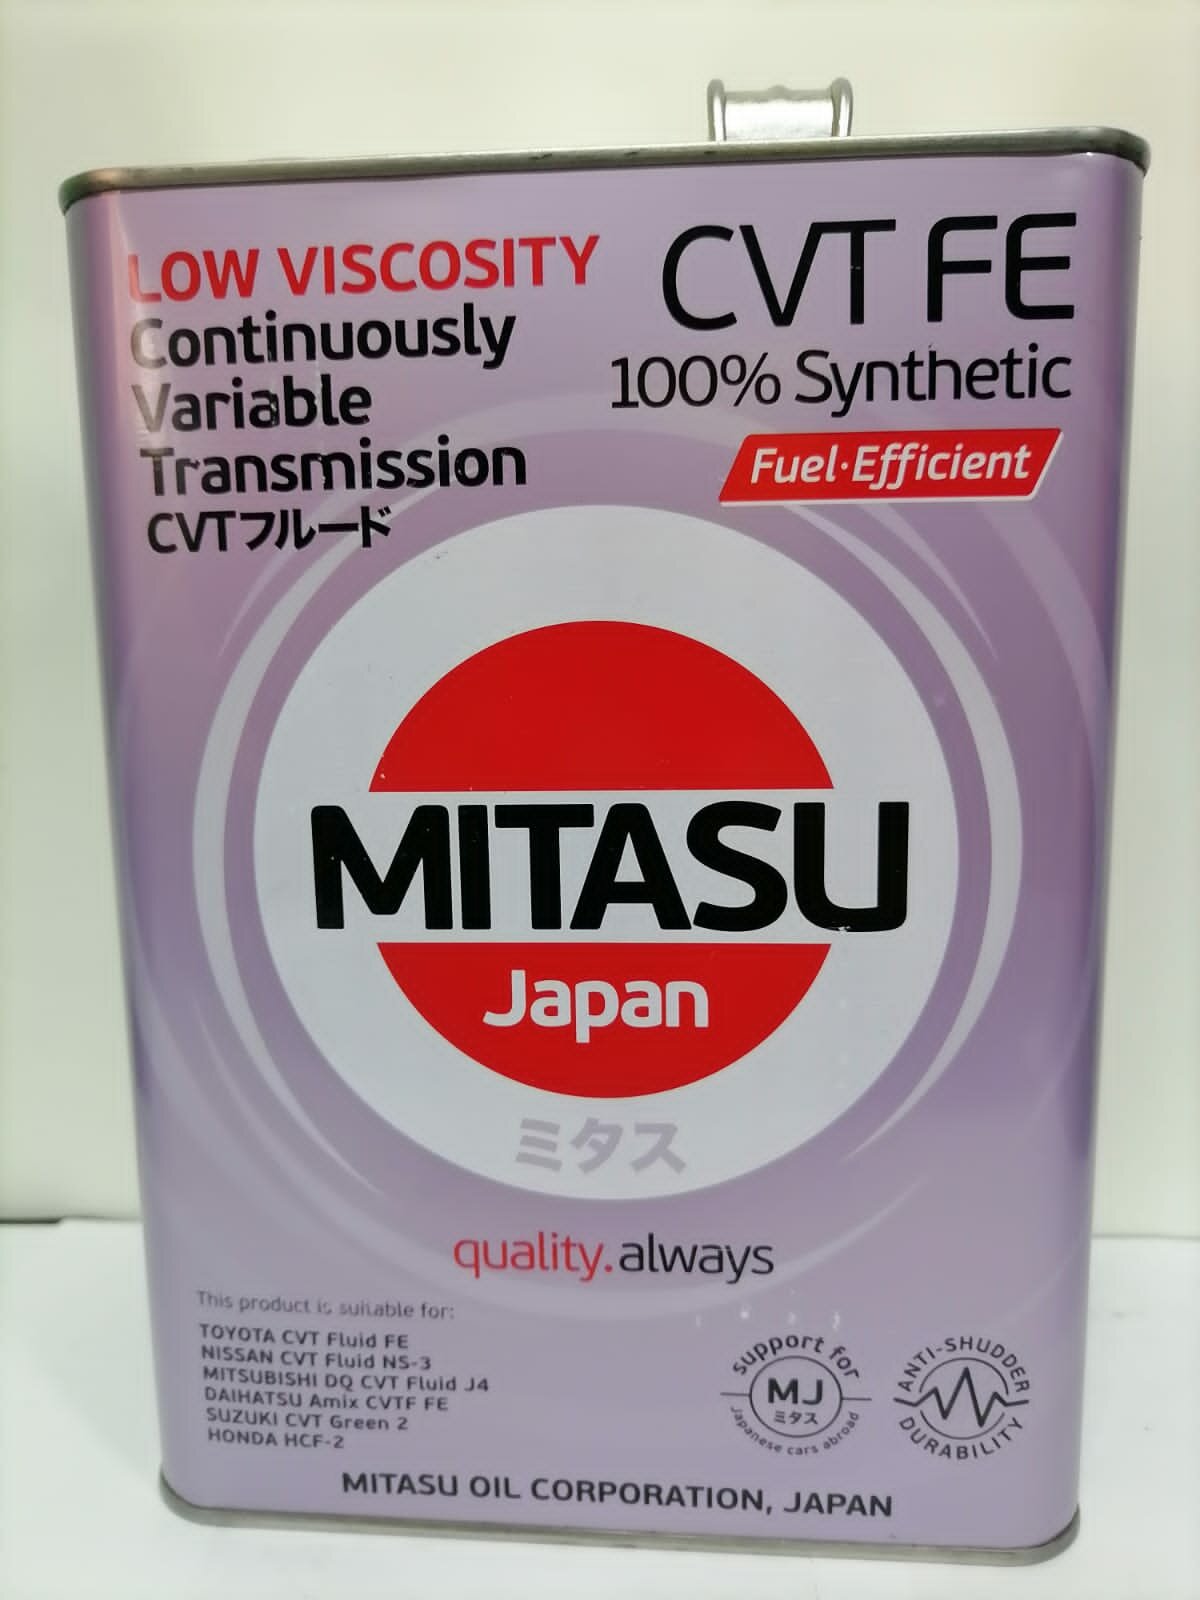 LOW VISCOSITY
Continuously
Variable
Transmission
CVTフルード
CVT FE
100% Synthetic
Fuel·Efficient
MITASU
Japan
ミタス
quality.always
This product is suitable for:
TOYOTA CVT Fluid FE
NISSAN CVT Fluid NS-3
MITSUBISHI DQ CVT Fluid J4
DAIHATSU Amix CVTF FE
SUZUKI CVT Green 2
HONDA HCF-2
support for
MJ
ミタス
Japanese cars abroad
ANTI-SHUDDER
DURABILITY
MITASU OIL CORPORATION, JAPAN